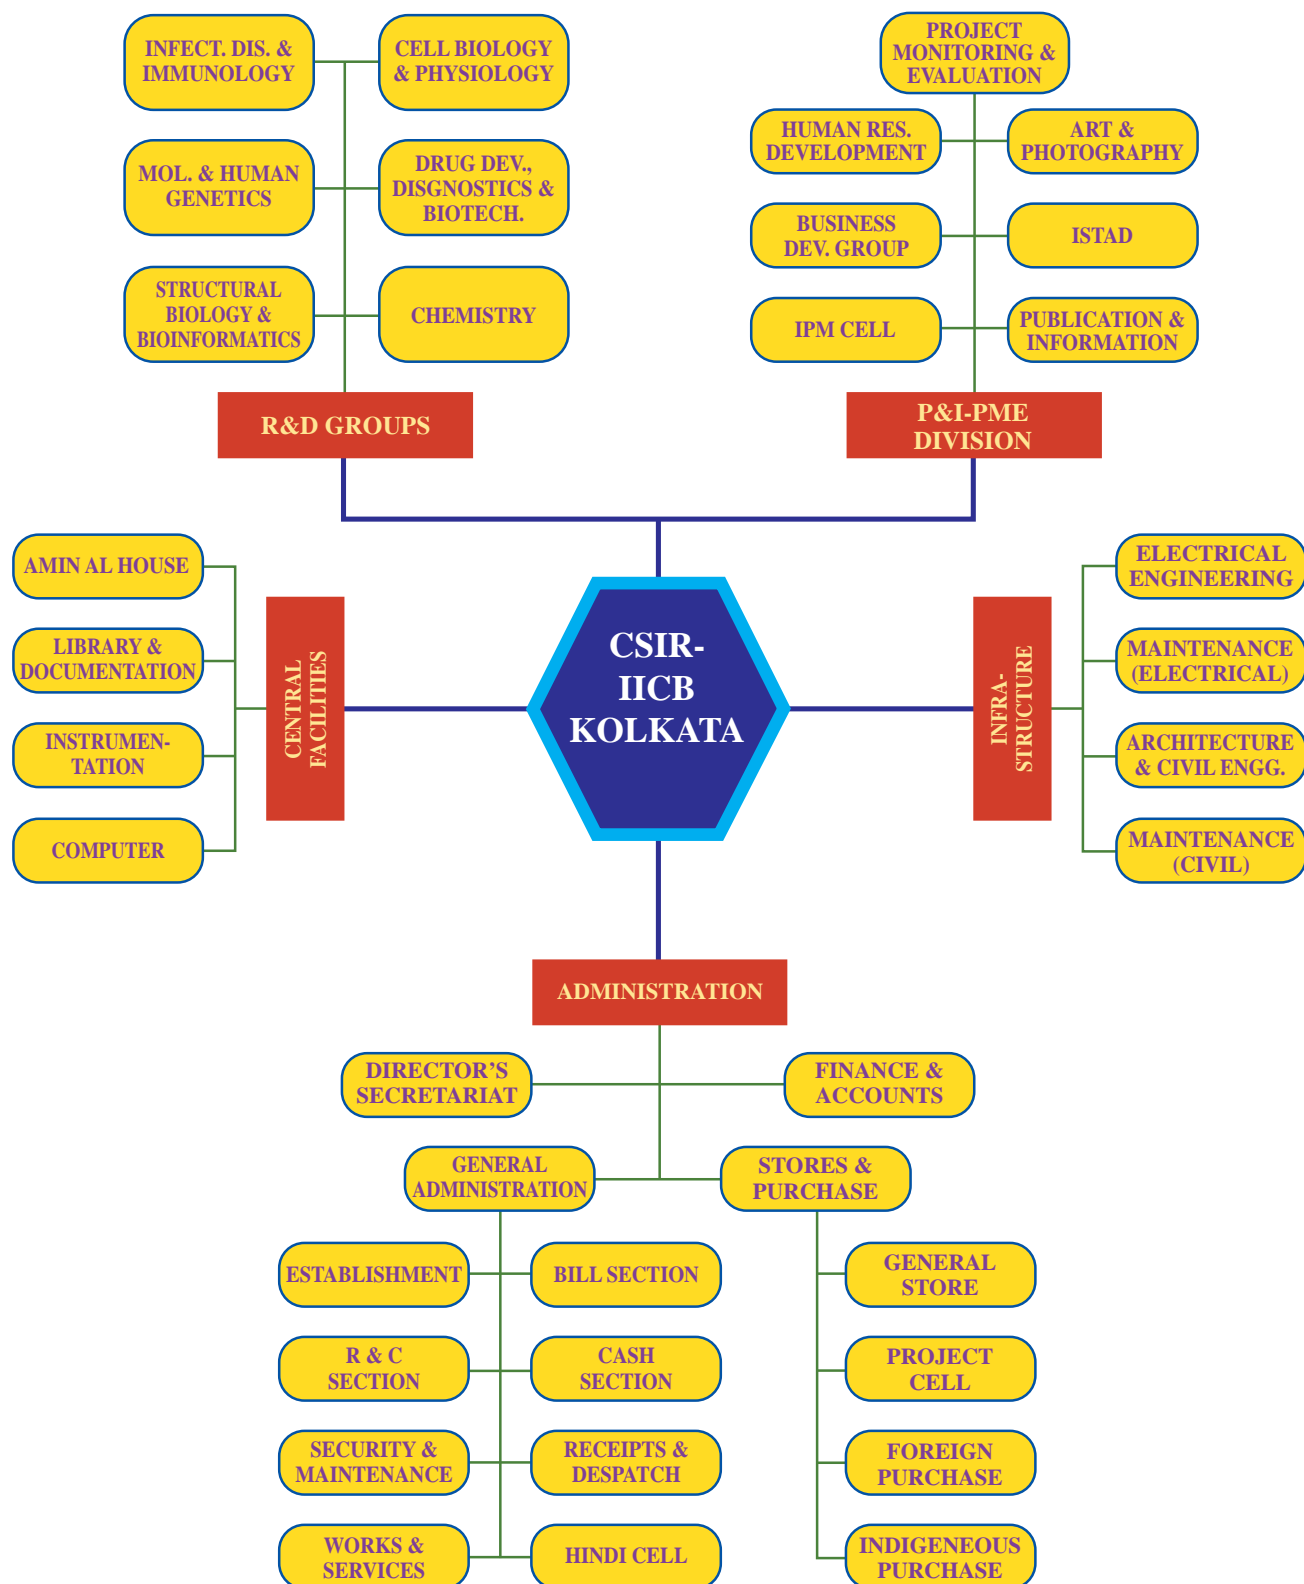 INFECT. DIS. &
IMMUNOLOGY
CELL BIOLOGY
& PHYSIOLOGY
MOL. & HUMAN
GENETICS
DRUG DEV.,
DISGNOSTICS &
BIOTECH.
STRUCTURAL
BIOLOGY &
BIOINFORMATICS
CHEMISTRY
R&D GROUPS
PROJECT
MONITORING &
EVALUATION
HUMAN RES.
DEVELOPMENT
ART &
PHOTOGRAPHY
BUSINESS
DEV. GROUP
ISTAD
IPM CELL
PUBLICATION &
INFORMATION
P&I-PME
DIVISION
AMIN AL HOUSE
LIBRARY &
DOCUMENTATION
INSTRUMEN-
TATION
COMPUTER
CENTRAL
FACILITIES
CSIR-
IICB
KOLKATA
INFRA-
STRUCTURE
ELECTRICAL
ENGINEERING
MAINTENANCE
(ELECTRICAL)
ARCHITECTURE
& CIVIL ENGG.
MAINTENANCE
(CIVIL)
ADMINISTRATION
DIRECTOR’S
SECRETARIAT
FINANCE &
ACCOUNTS
GENERAL
ADMINISTRATION
STORES &
PURCHASE
ESTABLISHMENT
BILL SECTION
R & C
SECTION
CASH
SECTION
SECURITY &
MAINTENANCE
RECEIPTS &
DESPATCH
WORKS &
SERVICES
HINDI CELL
GENERAL
STORE
PROJECT
CELL
FOREIGN
PURCHASE
INDIGENEOUS
PURCHASE